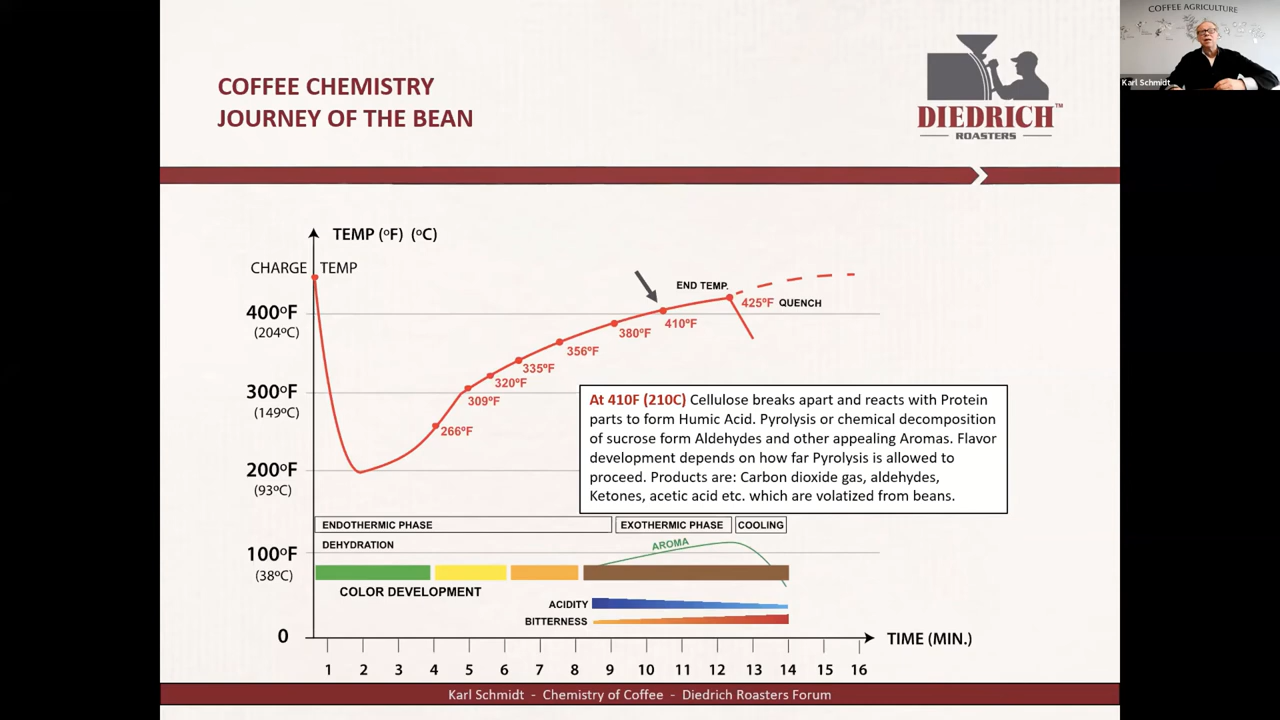 COFFEE AGRICULTURE
Karl Schmidt
COFFEE CHEMISTRY
JOURNEY OF THE BEAN
DIEDRICH™
ROASTERS
TEMP (ºF) (ºC)
CHARGE TEMP
400ºF
(204ºC)
300ºF
(149ºC)
200ºF
(93ºC)
100ºF
(38ºC)
0
266ºF
309ºF
320ºF
335ºF
356ºF
380ºF
410ºF
END TEMP.
425ºF QUENCH
At 410F (210C) Cellulose breaks apart and reacts with Protein
parts to form Humic Acid. Pyrolysis or chemical decomposition
of sucrose form Aldehydes and other appealing Aromas. Flavor
development depends on how far Pyrolysis is allowed to
proceed. Products are: Carbon dioxide gas, aldehydes,
Ketones, acetic acid etc. which are volatized from beans.
ENDOTHERMIC PHASE
EXOTHERMIC PHASE
COOLING
DEHYDRATION
AROMA
COLOR DEVELOPMENT
ACIDITY
BITTERNESS
TIME (MIN.)
1 2 3 4 5 6 7 8 9 10 11 12 13 14 15 16
Karl Schmidt - Chemistry of Coffee - Diedrich Roasters Forum